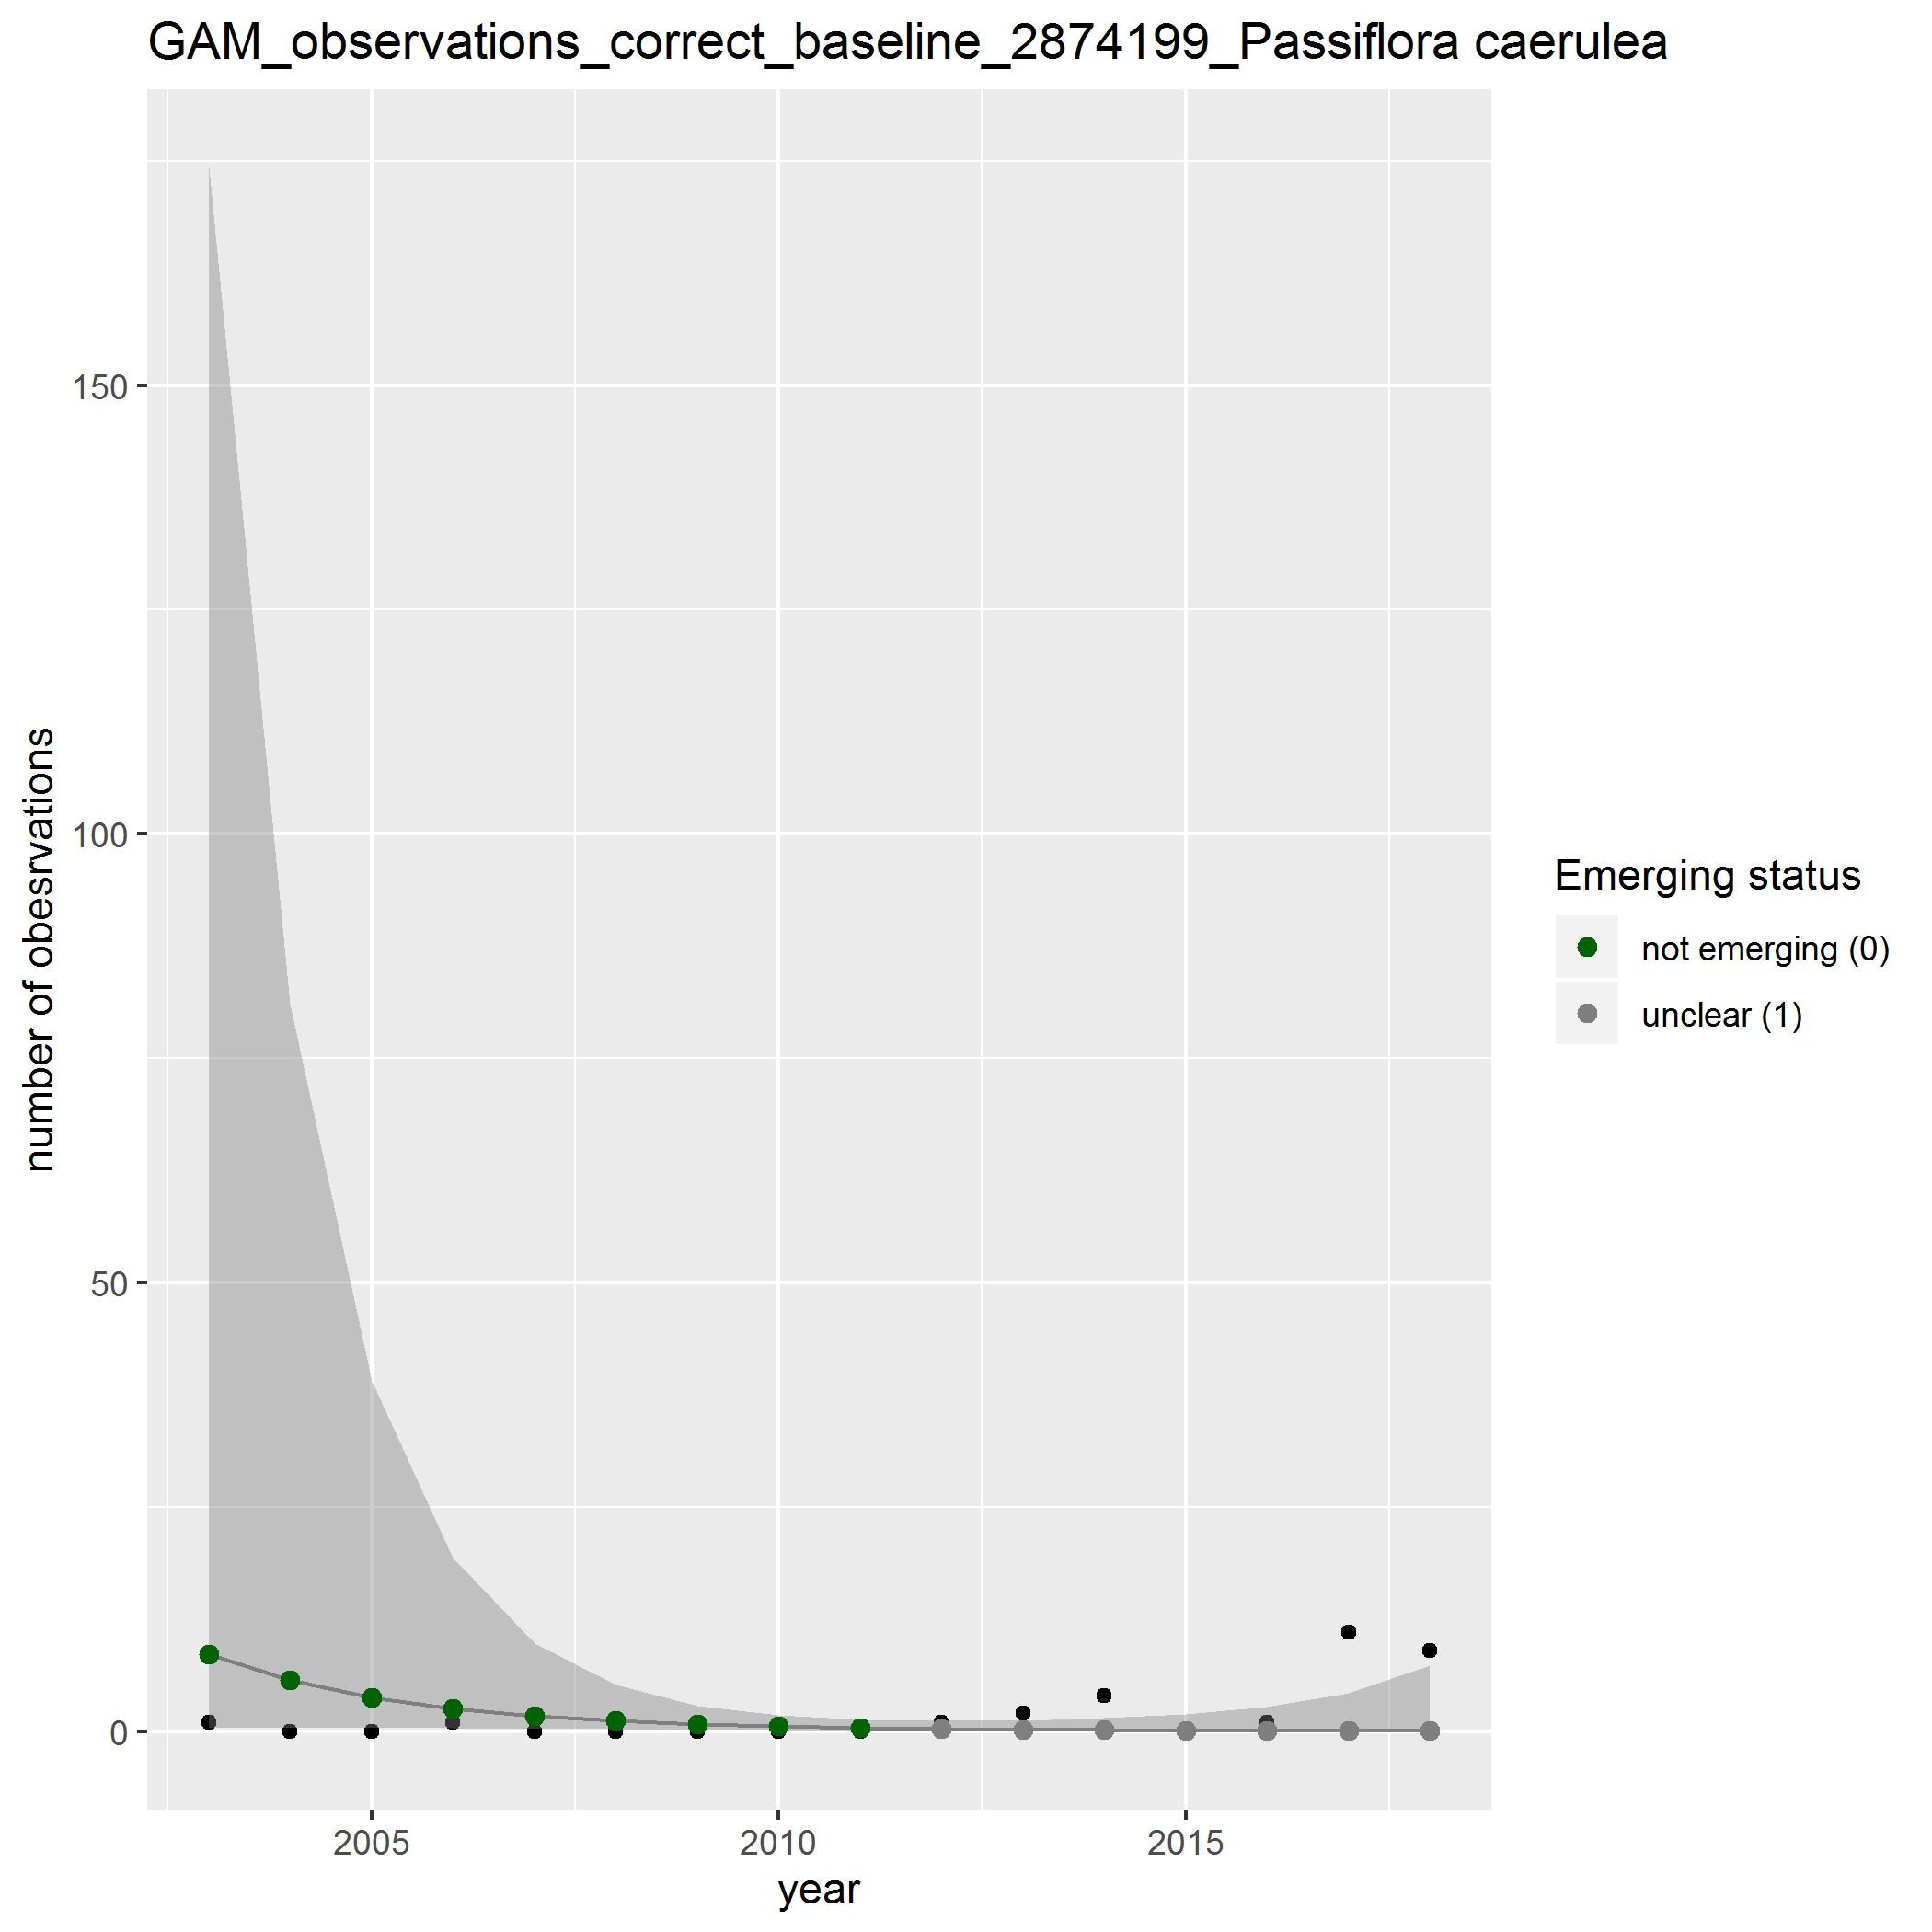 GAM_observations_correct_baseline_2874199_Passiflora caerulea
number of obesrvations
150
100
50
0
2005
2010
2015
year
Emerging status
not emerging (0)
unclear (1)